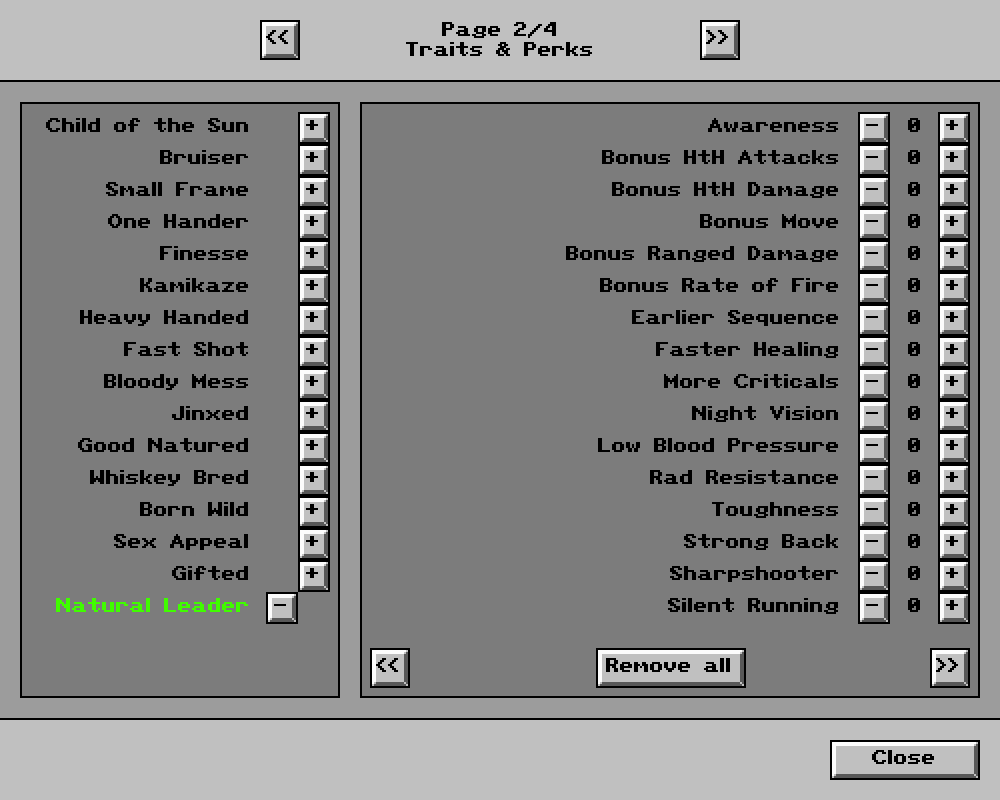 << Page 2/4 >>
Traits & Perks
Child of the Sun +
Bruiser +
Small Frame +
One Hander +
Finesse +
Kamikaze +
Heavy Handed +
Fast Shot +
Bloody Mess +
Jinxed +
Good Natured +
Whiskey Bred +
Born Wild +
Sex Appeal +
Gifted +
Natural Leader -
Awareness - 0 +
Bonus HtH Attacks - 0 +
Bonus HtH Damage - 0 +
Bonus Move - 0 +
Bonus Ranged Damage - 0 +
Bonus Rate of Fire - 0 +
Earlier Sequence - 0 +
Faster Healing - 0 +
More Criticals - 0 +
Night Vision - 0 +
Low Blood Pressure - 0 +
Rad Resistance - 0 +
Toughness - 0 +
Strong Back - 0 +
Sharpshooter - 0 +
Silent Running - 0 +
<< Remove all >>
Close